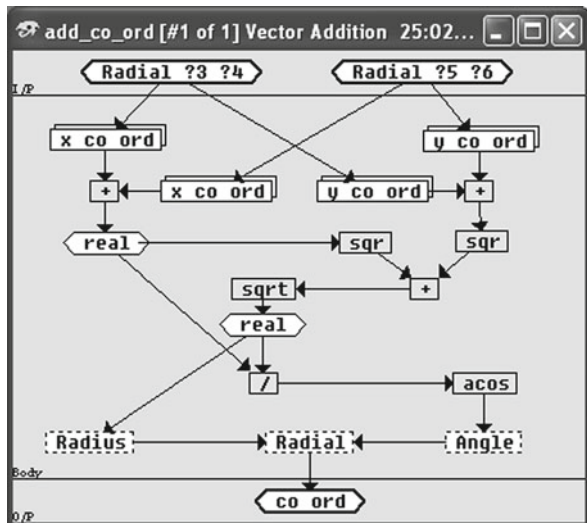 add_co_ord [#1 of 1] Vector Addition 25:02...
Radial ?3 ?4 Radial ?5 ?6
I/P
x co ord y co ord
+ x co ord y co ord +
real sqr sqr
sqrt +
real
/ acos
Radius Radial Angle
Body
co ord
O/P